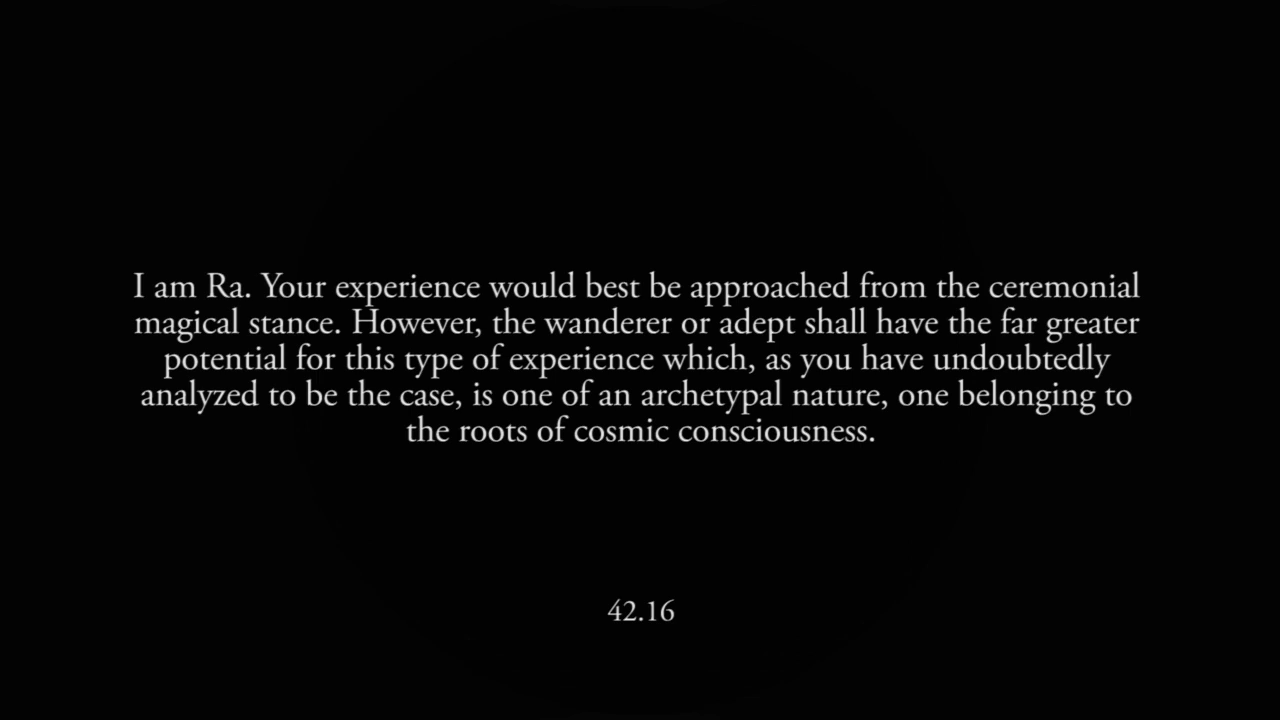 I am Ra. Your experience would best be approached from the ceremonial
magical stance. However, the wanderer or adept shall have the far greater
potential for this type of experience which, as you have undoubtedly
analyzed to be the case, is one of an archetypal nature, one belonging to
the roots of cosmic consciousness.
42.16